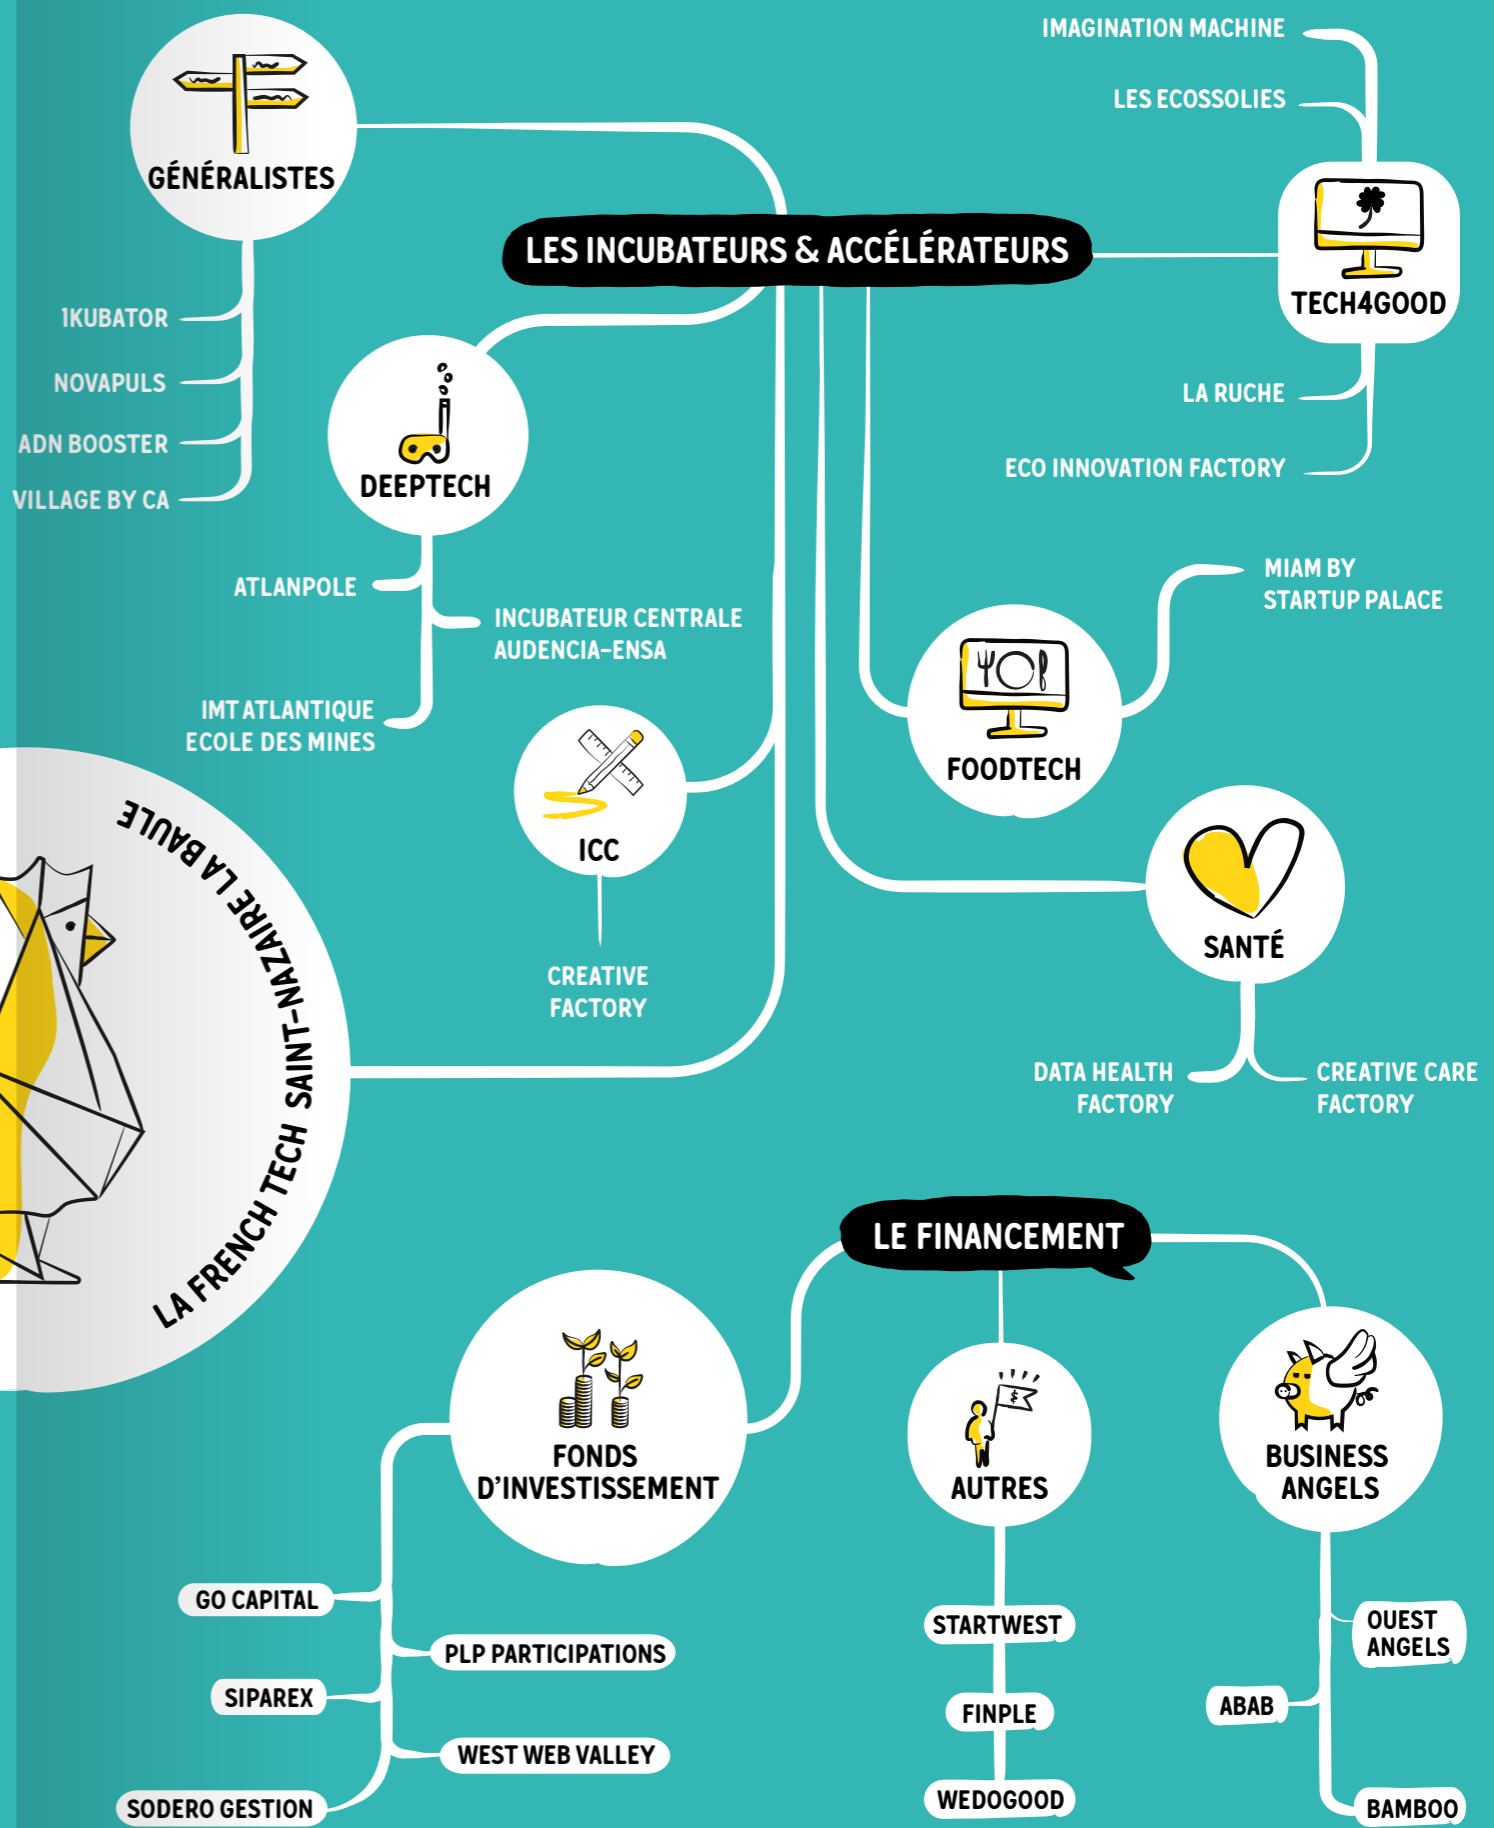 IMAGINATION MACHINE
LES ECOSSOLIES
GÉNÉRALISTES
LES INCUBATEURS & ACCÉLÉRATEURS
TECH4GOOD
1KUBATOR
NOVAPULS
ADN BOOSTER
VILLAGE BY CA
LA RUCHE
ECO INNOVATION FACTORY
DEEPTECH
ATLANPOLE
INCUBATEUR CENTRALE
AUDENCIA-ENSA
IMT ATLANTIQUE
ECOLE DES MINES
MIAM BY
STARTUP PALACE
FOODTECH
ICC
CREATIVE
FACTORY
SANTÉ
DATA HEALTH
FACTORY
CREATIVE CARE
FACTORY
LA FRENCH TECH SAINT-NAZAIRE LA BAULE
LE FINANCEMENT
FONDS
D'INVESTISSEMENT
GO CAPITAL
PLP PARTICIPATIONS
SIPAREX
WEST WEB VALLEY
SODERO GESTION
$
AUTRES
STARTWEST
FINPLE
WEDOGOOD
BUSINESS
ANGELS
OUEST
ANGELS
ABAB
BAMBOO